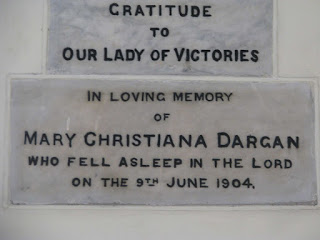 GRATITUDE
TO
OUR LADY OF VICTORIES
IN LOVING MEMORY
OF
MARY CHRISTIANA DARGAN
WHO FELL ASLEEP IN THE LORD
ON THE 9TH JUNE 1904.